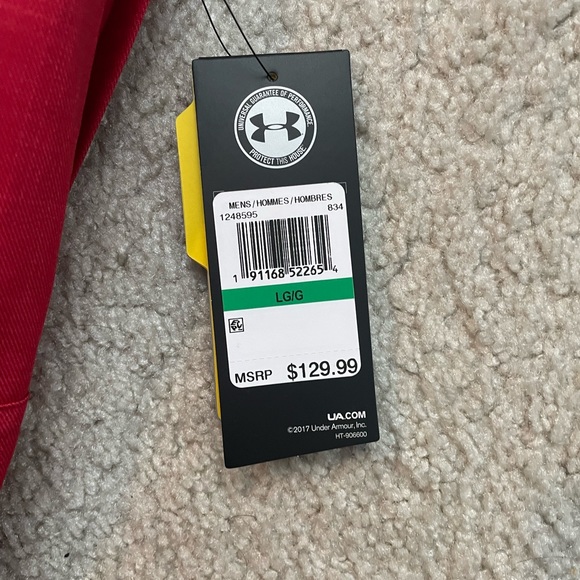 UNIVERSAL GUARANTEE OF PERFORMANCE
PROTECT THIS HOUSE
MENS/HOMMES/HOMBRES
1248595 834
1 91168 52265 4
LG/G
MSRP $129.99
UA.COM
©2017 Under Armour, Inc.
HT-906600